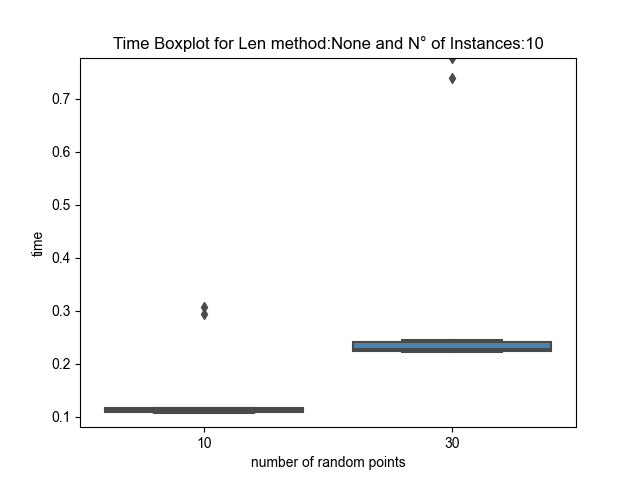 Time Boxplot for Len method:None and N° of Instances:10
0.7
0.6
0.5
0.4
0.3
0.2
0.1
time
10 30
number of random points